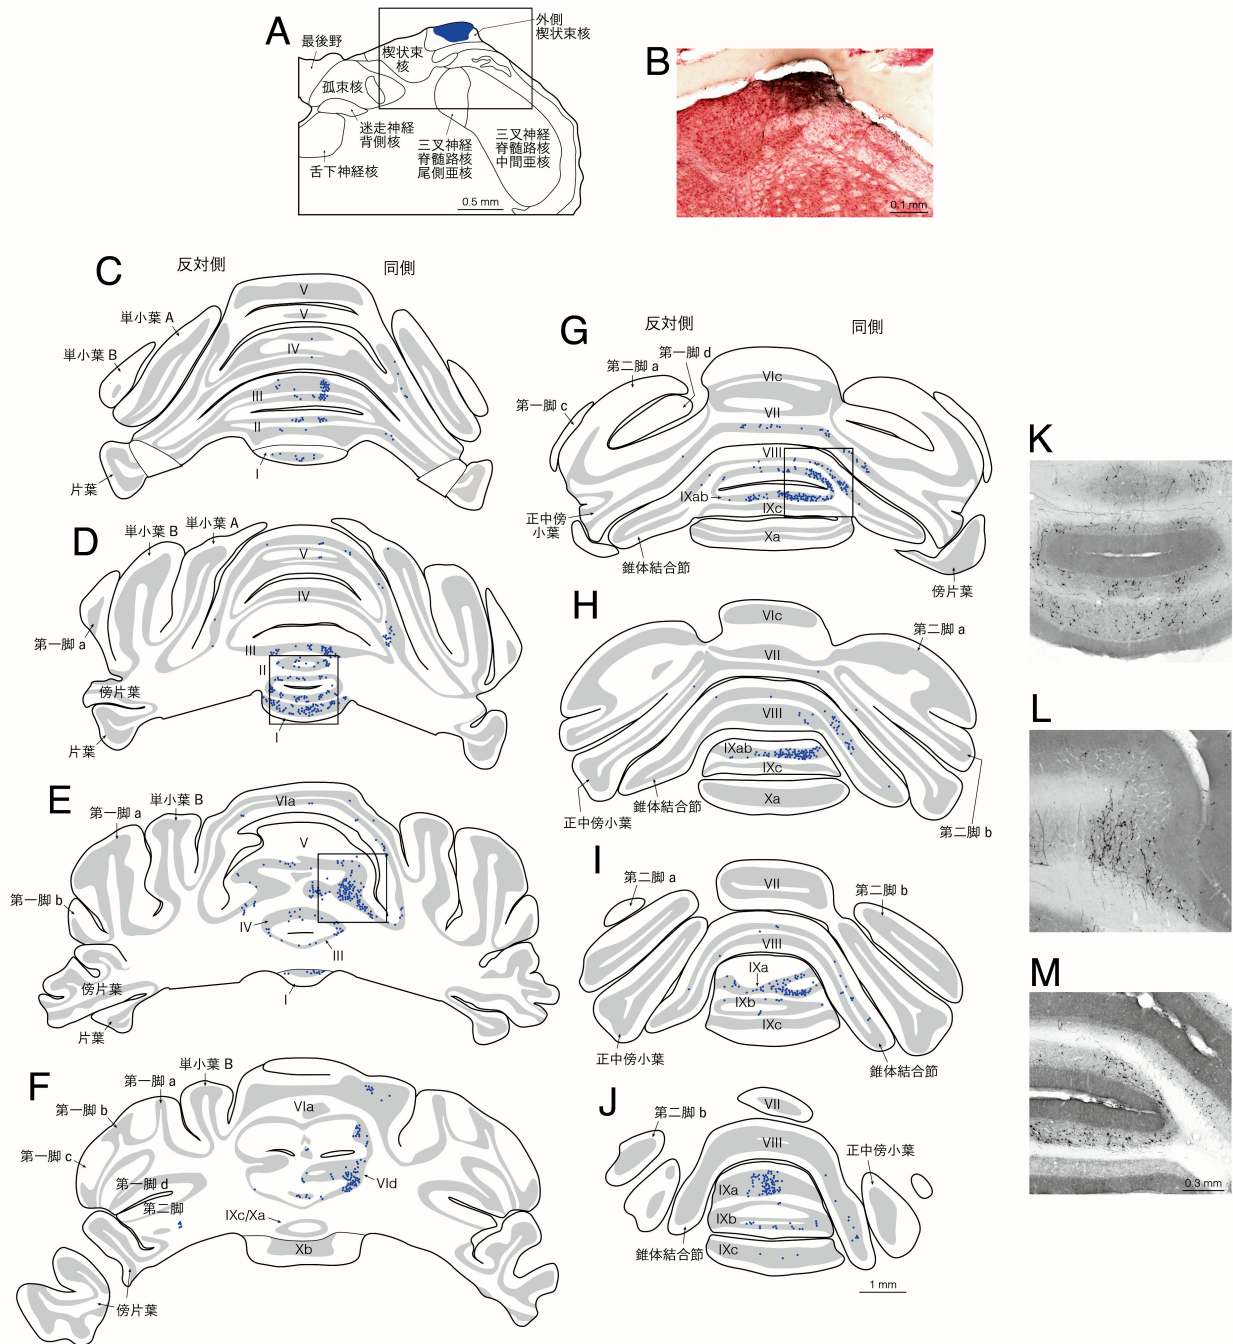 A
最後野
外側
楔状束核
楔状束
核
孤束核
迷走神経
背側核
舌下神経核
三叉神経
脊髄路核
尾側亜核
三叉神経
脊髄路核
中間亜核
0.5 mm
B
0.1 mm
C
反対側
同側
単小葉 A
単小葉 B
V
V
IV
III
II
I
片葉
D
単小葉 B
単小葉 A
V
IV
III
II
I
第一脚 a
傍片葉
片葉
E
第一脚 a
単小葉 B
VIa
V
第一脚 b
IV
III
I
傍片葉
片葉
F
単小葉 B
第一脚 a
第一脚 b
第一脚 c
VIa
第一脚 d
VId
第二脚
IXc/Xa
Xb
傍片葉
G
反対側
同側
第二脚 a
第一脚 d
第一脚 c
VIc
VII
VIII
IXab
IXc
Xa
正中傍
小葉
錐体結合節
傍片葉
H
VIc
第二脚 a
VII
VIII
IXab
IXc
Xa
正中傍小葉
錐体結合節
第二脚 b
I
第二脚 a
VII
第二脚 b
VIII
IXa
IXb
IXc
正中傍小葉
錐体結合節
J
第二脚 b
VII
VIII
正中傍小葉
IXa
IXb
IXc
錐体結合節
1 mm
K
L
M
0.3 mm